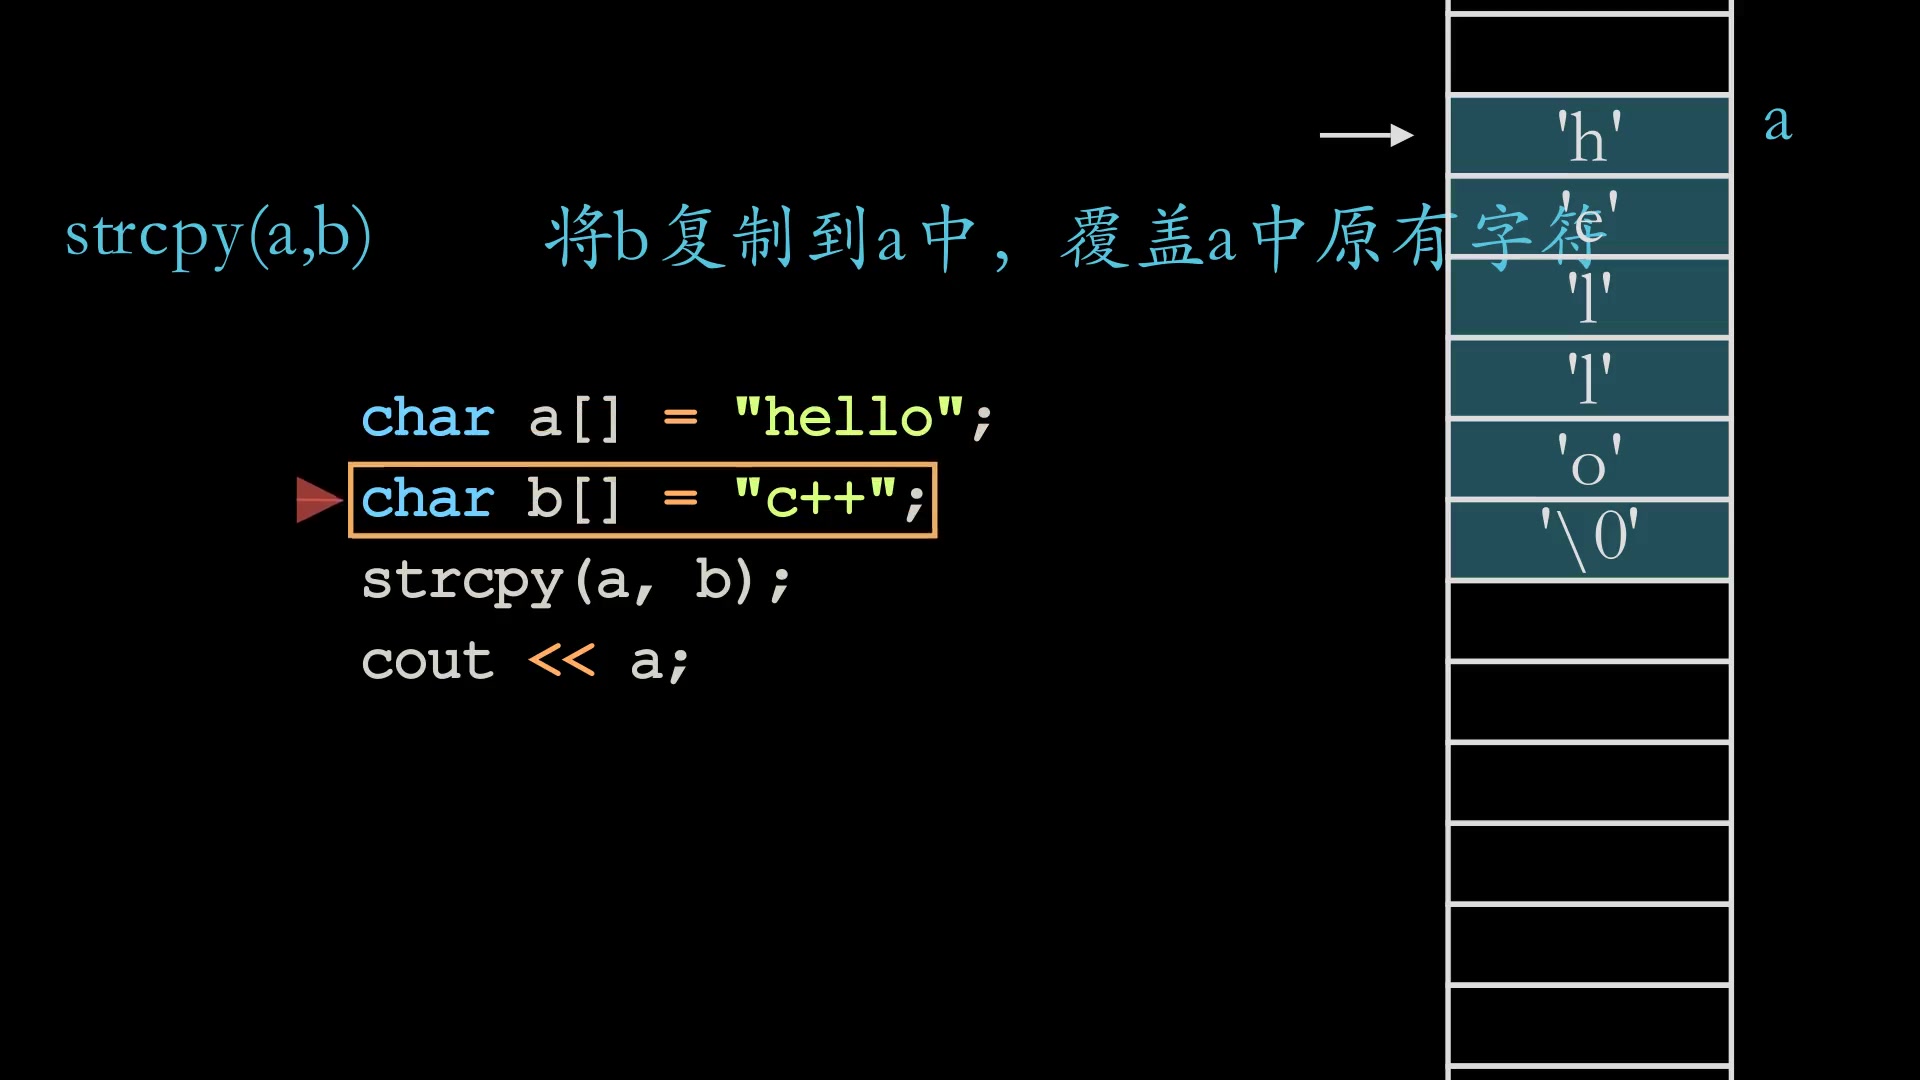 strcpy(a,b) 将b复制到a中，覆盖a中原有字符
char a[] = "hello";
char b[] = "c++";
strcpy(a, b);
cout << a;
'h' a
'e'
'l'
'l'
'o'
'\0'